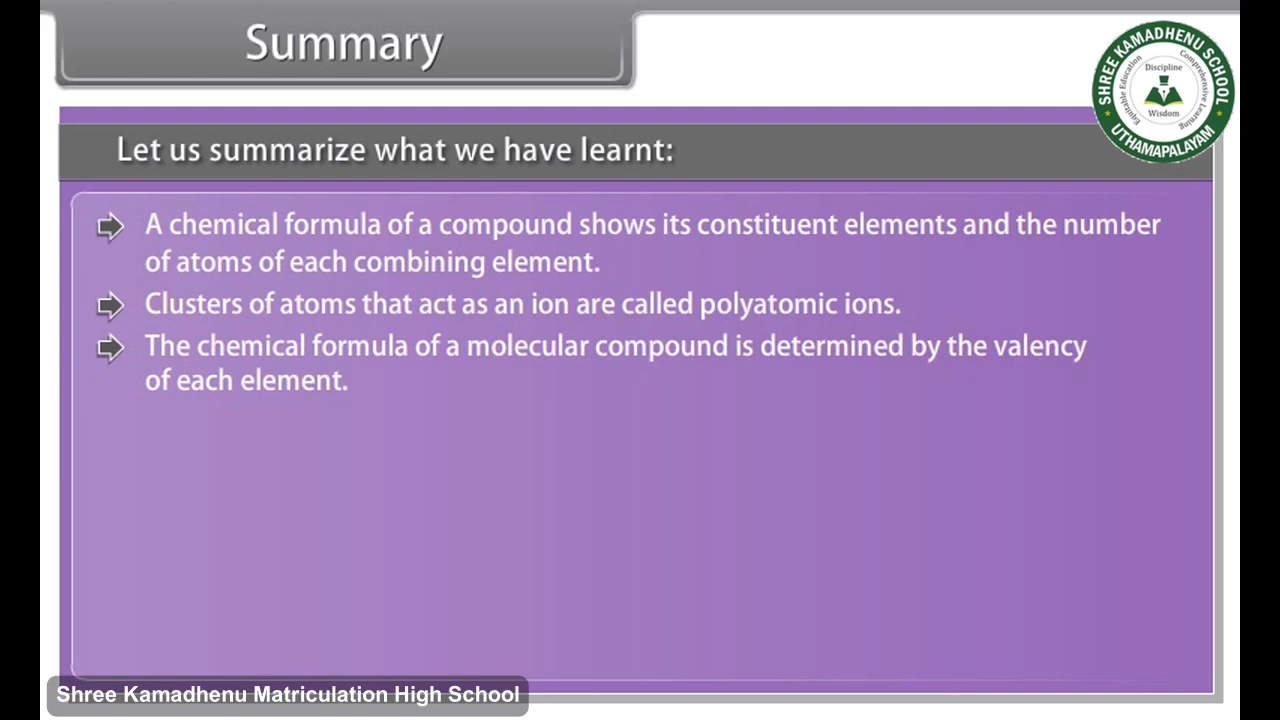 Summary
SHREE KAMADHENU SCHOOL
Equitable Education
Discipline
Comprehensive Learning
Wisdom
UTHAMAPALAYAM
Let us summarize what we have learnt:
A chemical formula of a compound shows its constituent elements and the number
of atoms of each combining element.
Clusters of atoms that act as an ion are called polyatomic ions.
The chemical formula of a molecular compound is determined by the valency
of each element.
Shree Kamadhenu Matriculation High School